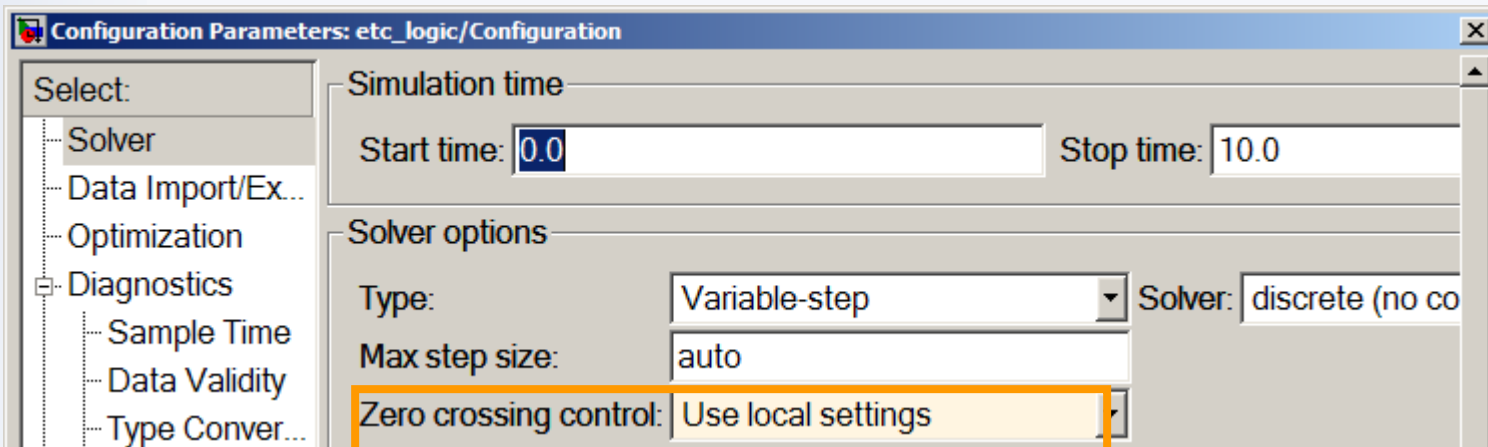 Configuration Parameters: etc_logic/Configuration
Select:
Solver
Data Import/Ex...
Optimization
Diagnostics
Sample Time
Data Validity
Type Conver...
Simulation time
Start time: 0.0 Stop time: 10.0
Solver options
Type: Variable-step Solver: discrete (no co
Max step size: auto
Zero crossing control: Use local settings